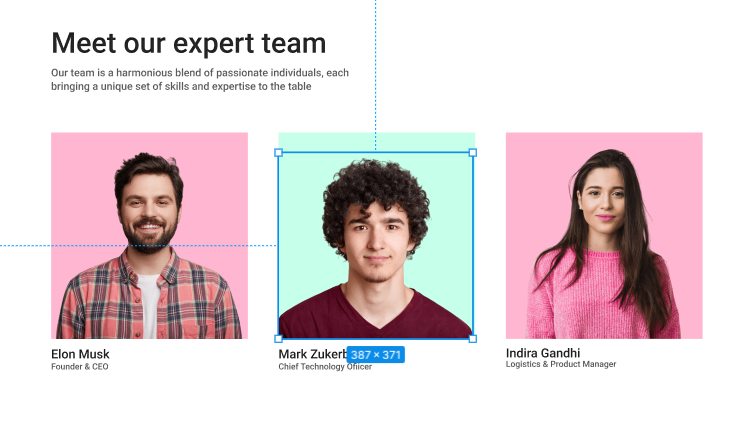 Meet our expert team
Our team is a harmonious blend of passionate individuals, each
bringing a unique set of skills and expertise to the table
Elon Musk
Founder & CEO
Mark Zukerb
387 × 371
Chief Technology Officer
Indira Gandhi
Logistics & Product Manager